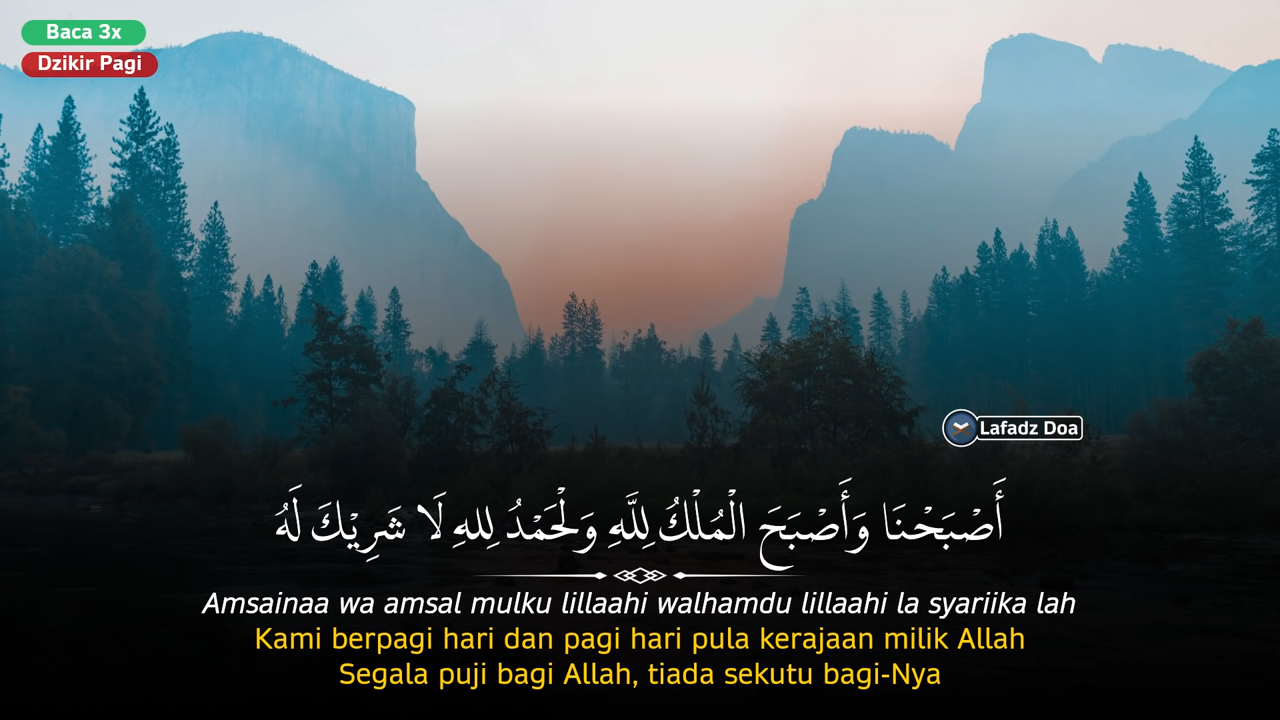 Baca 3x
Dzikir Pagi
Lafadz Doa
أَصْبَحْنَا وَأَصْبَحَ الْمُلْكُ لِلَّهِ وَلْحَمْدُ لِلهِ لَا شَرِيْكَ لَهُ
Amsainaa wa amsal mulku lillaahi walhamdu lillaahi la syariika lah
Kami berpagi hari dan pagi hari pula kerajaan milik Allah
Segala puji bagi Allah, tiada sekutu bagi-Nya